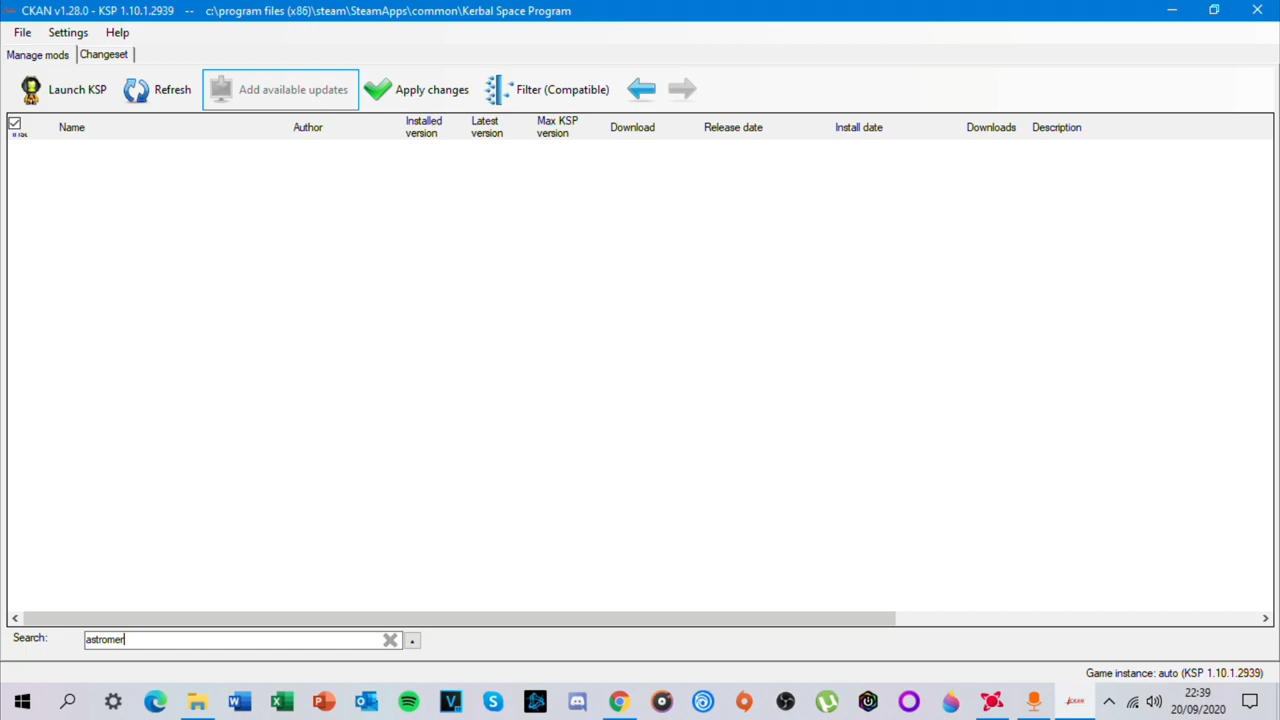 CKAN v1.28.0 - KSP 1.10.1.2939 -- c:\program files (x86)\steam\SteamApps\common\Kerbal Space Program
File Settings Help
Manage mods Changeset
Launch KSP Refresh Add available updates Apply changes Filter (Compatible)
Name Author Installed version Latest version Max KSP version Download Release date Install date Downloads Description
Search: astromer
Game instance: auto (KSP 1.10.1.2939)
22:39
20/09/2020